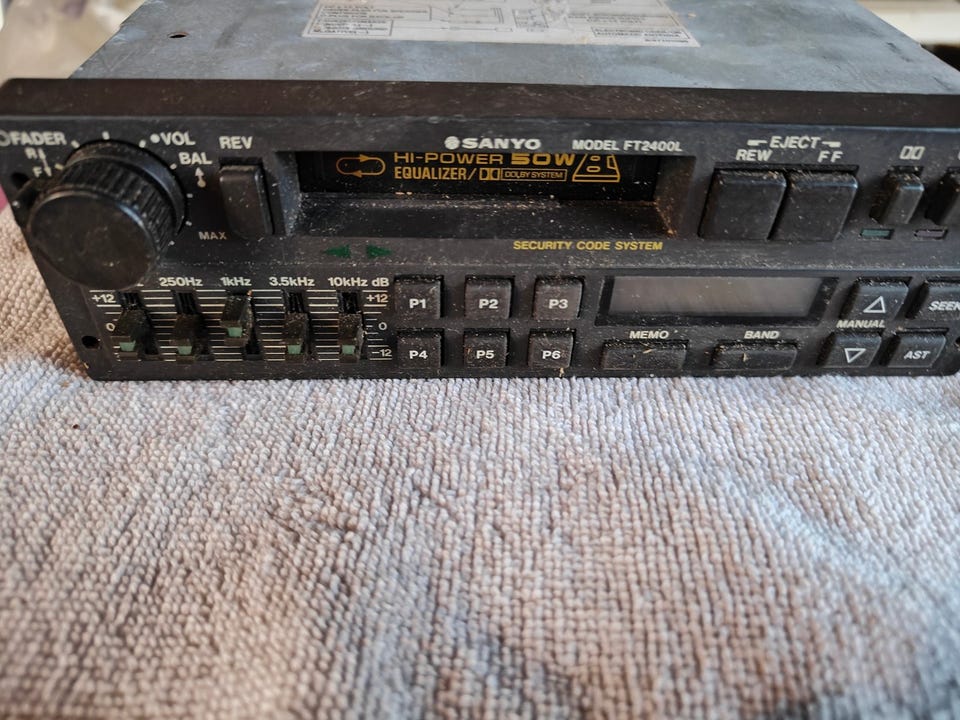 FADER
R
F
VOL
BAL
MAX
REV
SANYO
MODEL FT2400L
HI-POWER 50W
EQUALIZER/ DOLBY SYSTEM
EJECT
REW FF
SECURITY CODE SYSTEM
250Hz 1kHz 3.5kHz 10kHz dB
+12 +12
0 0
-12
P1 P2 P3
P4 P5 P6
MEMO BAND
MANUAL
SEEK
AST